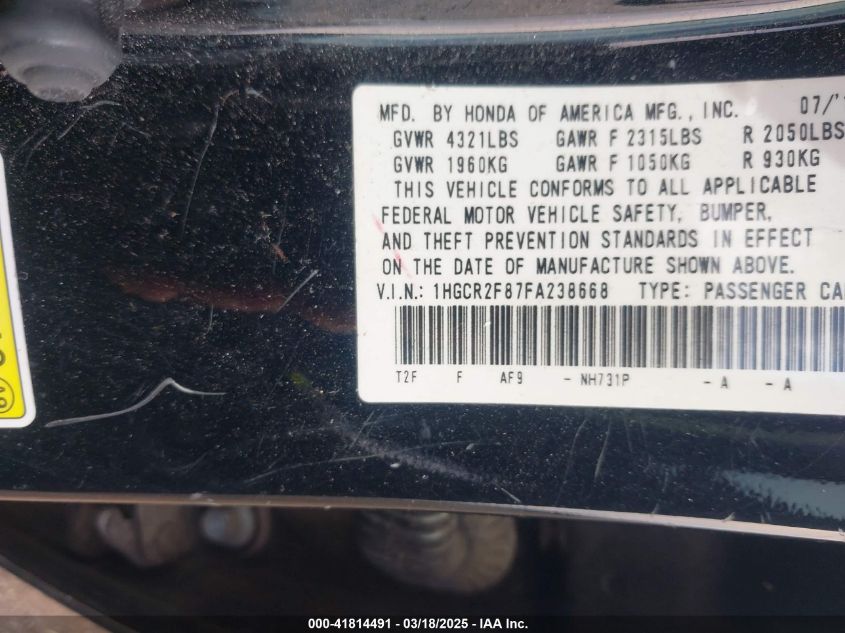 MFD. BY HONDA OF AMERICA MFG., INC. 07/'
GVWR 4321LBS GAWR F 2315LBS R 2050LBS
GVWR 1960KG GAWR F 1050KG R 930KG
THIS VEHICLE CONFORMS TO ALL APPLICABLE
FEDERAL MOTOR VEHICLE SAFETY, BUMPER,
AND THEFT PREVENTION STANDARDS IN EFFECT
ON THE DATE OF MANUFACTURE SHOWN ABOVE.
V.I.N.: 1HGCR2F87FA238668 TYPE: PASSENGER CA
T2F F AF9 - NH731P - A - A
000-41814491 - 03/18/2025 - IAA Inc.